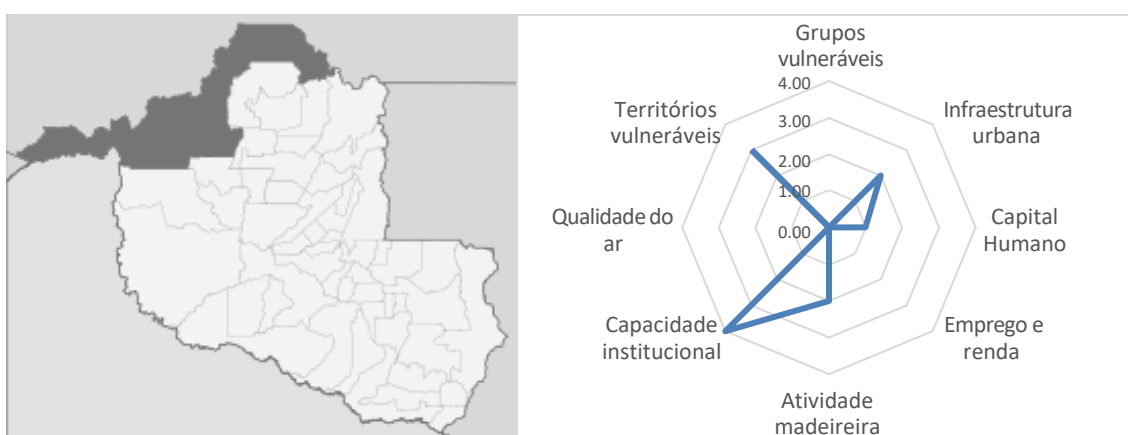 Grupos
vulneráveis
4.00
3.00
2.00
1.00
0.00
Infraestrutura
urbana
Capital
Humano
Emprego e
renda
Atividade
madeireira
Capacidade
institucional
Qualidade do
ar
Territórios
vulneráveis